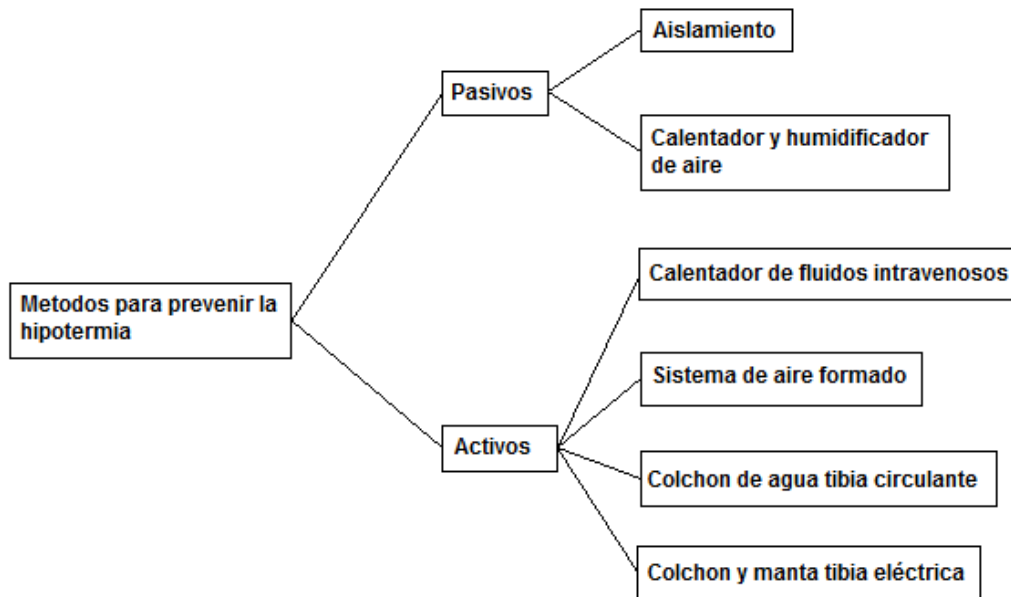 Aislamiento
Pasivos
Calentador y humidificador
de aire
Metodos para prevenir la
hipotermia
Calentador de fluidos intravenosos
Sistema de aire formado
Activos
Colchon de agua tibia circulante
Colchon y manta tibia eléctrica